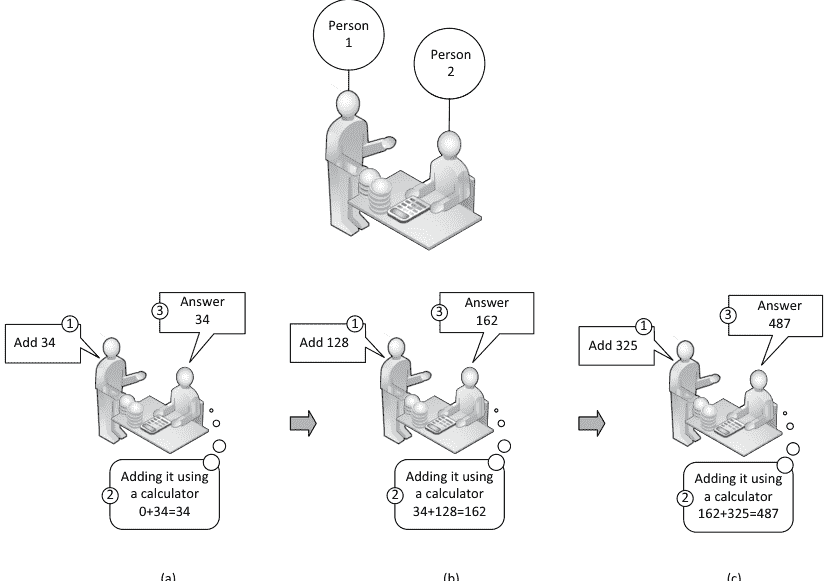 Person
1
Person
2
1
Add 34
3
Answer
34
2
Adding it using
a calculator
0+34=34
1
Add 128
3
Answer
162
2
Adding it using
a calculator
34+128=162
1
Add 325
3
Answer
487
2
Adding it using
a calculator
162+325=487
(a)
(b)
(c)